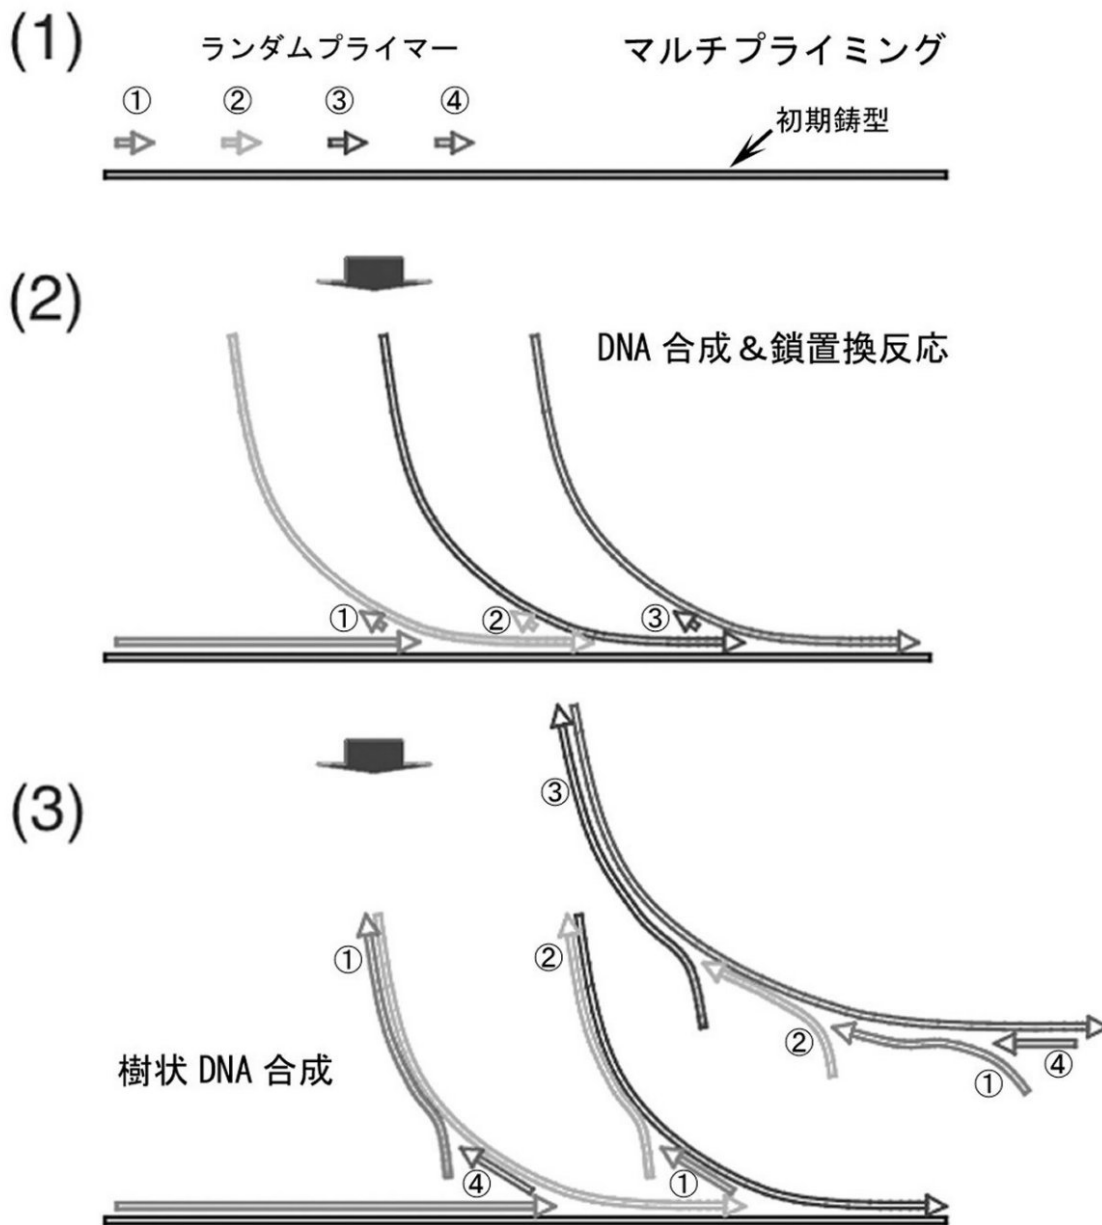 (1)
ランダムプライマー
マルチプライミング
① ② ③ ④
初期鋳型
(2)
DNA 合成＆鎖置換反応
① ② ③
(3)
③
① ②
② ① ④
樹状 DNA 合成
④ ①